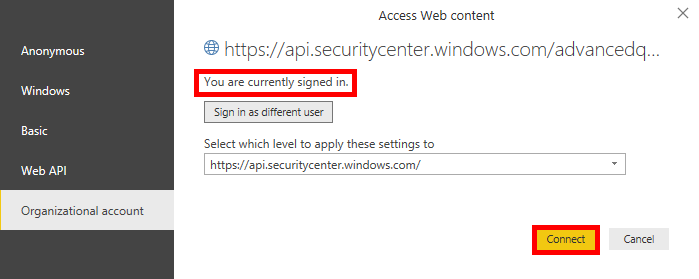 Access Web content
Anonymous
Windows
Basic
Web API
Organizational account
https://api.securitycenter.windows.com/advancedq...
You are currently signed in.
Sign in as different user
Select which level to apply these settings to
https://api.securitycenter.windows.com/
Connect
Cancel